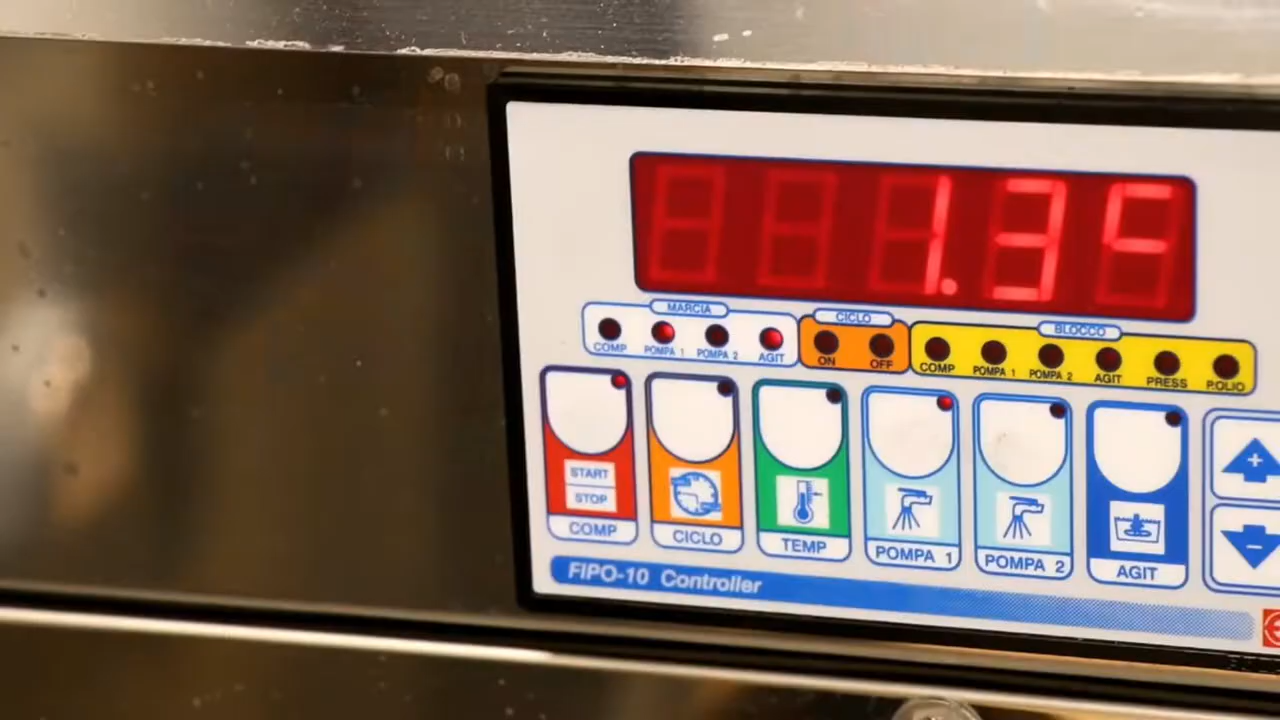 1.3c
MARCIA
CICLO
BLOCCO
COMP POMPA 1 POMPA 2 AGIT
ON OFF
COMP POMPA 1 POMPA 2 AGIT PRESS P.OLIO
START
STOP
COMP
CICLO
TEMP
POMPA 1
POMPA 2
AGIT
+
−
FIPO-10 Controller